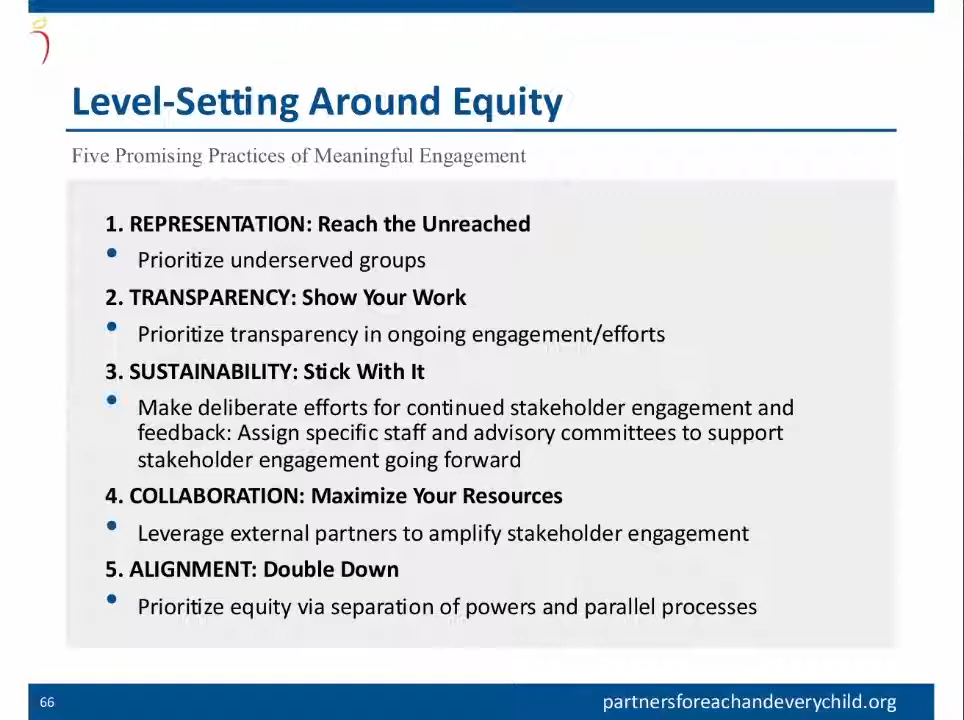 Level-Setting Around Equity
Five Promising Practices of Meaningful Engagement
1. REPRESENTATION: Reach the Unreached
• Prioritize underserved groups
2. TRANSPARENCY: Show Your Work
• Prioritize transparency in ongoing engagement/efforts
3. SUSTAINABILITY: Stick With It
• Make deliberate efforts for continued stakeholder engagement and
feedback: Assign specific staff and advisory committees to support
stakeholder engagement going forward
4. COLLABORATION: Maximize Your Resources
• Leverage external partners to amplify stakeholder engagement
5. ALIGNMENT: Double Down
• Prioritize equity via separation of powers and parallel processes
66
partnersforeachandeverychild.org